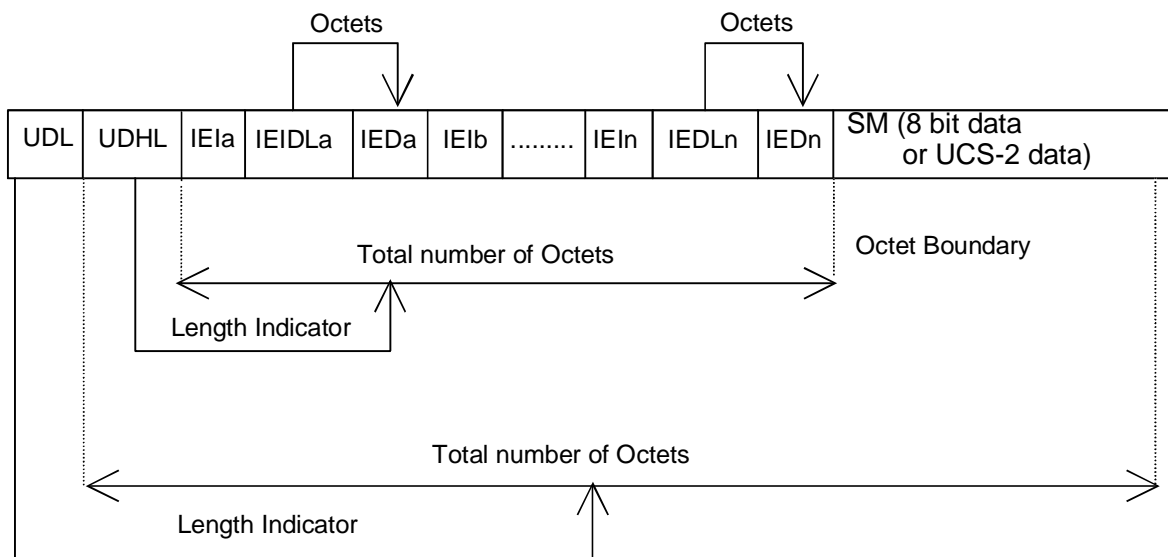 Octets Octets
UDL UDHL IEIa IEIDLa IEDa IEIb ......... IEIn IEDLn IEDn SM (8 bit data
or UCS-2 data)
Total number of Octets Octet Boundary
Length Indicator
Total number of Octets
Length Indicator